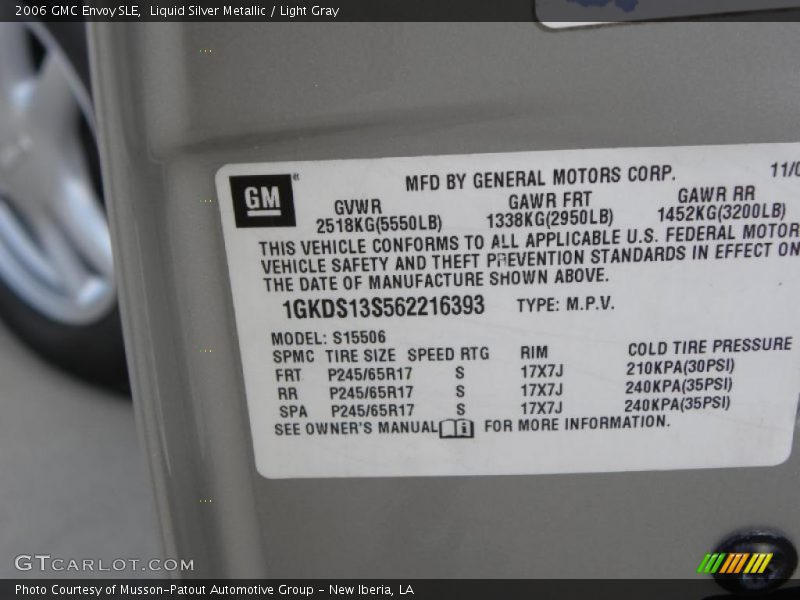 2006 GMC Envoy SLE, Liquid Silver Metallic / Light Gray
GM
MFD BY GENERAL MOTORS CORP. 11/0
GVWR GAWR FRT GAWR RR
2518KG(5550LB) 1338KG(2950LB) 1452KG(3200LB)
THIS VEHICLE CONFORMS TO ALL APPLICABLE U.S. FEDERAL MOTOR
VEHICLE SAFETY AND THEFT PREVENTION STANDARDS IN EFFECT ON
THE DATE OF MANUFACTURE SHOWN ABOVE.
1GKDS13S562216393 TYPE: M.P.V.
MODEL: S15506
SPMC TIRE SIZE SPEED RTG RIM COLD TIRE PRESSURE
FRT P245/65R17 S 17X7J 210KPA(30PSI)
RR P245/65R17 S 17X7J 240KPA(35PSI)
SPA P245/65R17 S 17X7J 240KPA(35PSI)
SEE OWNER'S MANUAL FOR MORE INFORMATION.
GTCARLOT.COM
Photo Courtesy of Musson-Patout Automotive Group - New Iberia, LA